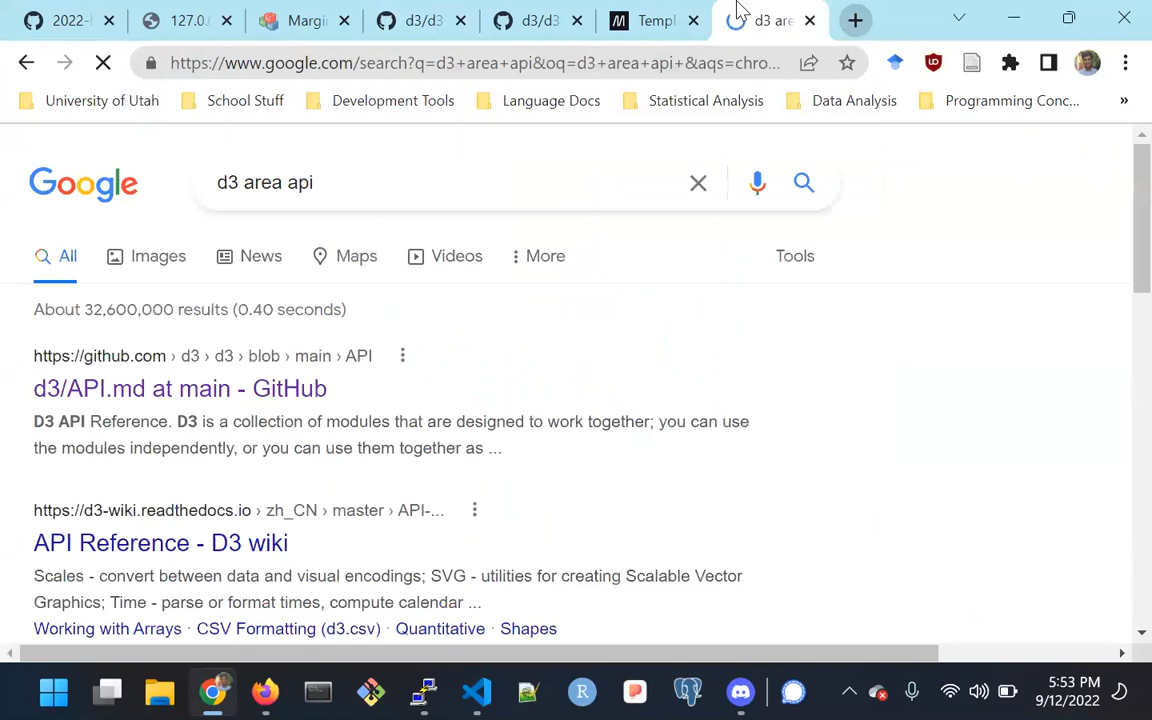 2022-
127.0.
Margin
d3/d3
d3/d3
Templ
d3 are
https://www.google.com/search?q=d3+area+api&oq=d3+area+api+&aqs=chro...
University of Utah
School Stuff
Development Tools
Language Docs
Statistical Analysis
Data Analysis
Programming Conc...
»
Google
d3 area api
All
Images
News
Maps
Videos
More
Tools
About 32,600,000 results (0.40 seconds)
https://github.com › d3 › d3 › blob › main › API
d3/API.md at main - GitHub
D3 API Reference. D3 is a collection of modules that are designed to work together; you can use
the modules independently, or you can use them together as ...
https://d3-wiki.readthedocs.io › zh_CN › master › API-...
API Reference - D3 wiki
Scales - convert between data and visual encodings; SVG - utilities for creating Scalable Vector
Graphics; Time - parse or format times, compute calendar ...
Working with Arrays · CSV Formatting (d3.csv) · Quantitative · Shapes
5:53 PM
9/12/2022